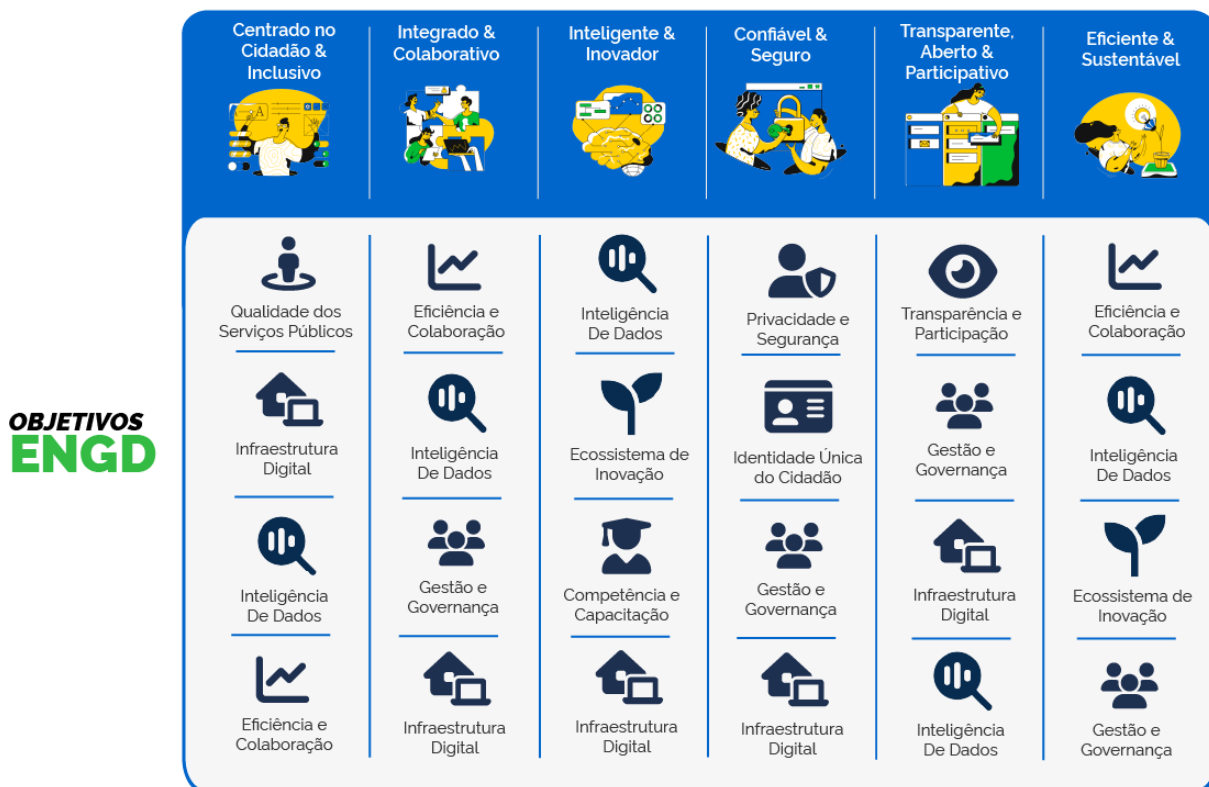 Centrado no
Cidadão &
Inclusivo
Integrado &
Colaborativo
Inteligente &
Inovador
Confiável &
Seguro
Transparente,
Aberto &
Participativo
Eficiente &
Sustentável
OBJETIVOS
ENGD
Qualidade dos
Serviços Públicos
Infraestrutura
Digital
Inteligência
De Dados
Eficiência e
Colaboração
Eficiência e
Colaboração
Inteligência
De Dados
Gestão e
Governança
Infraestrutura
Digital
Inteligência
De Dados
Ecossistema de
Inovação
Competência e
Capacitação
Infraestrutura
Digital
Privacidade e
Segurança
Identidade Única
do Cidadão
Gestão e
Governança
Infraestrutura
Digital
Transparência e
Participação
Gestão e
Governança
Infraestrutura
Digital
Inteligência
De Dados
Eficiência e
Colaboração
Inteligência
De Dados
Ecossistema de
Inovação
Gestão e
Governança